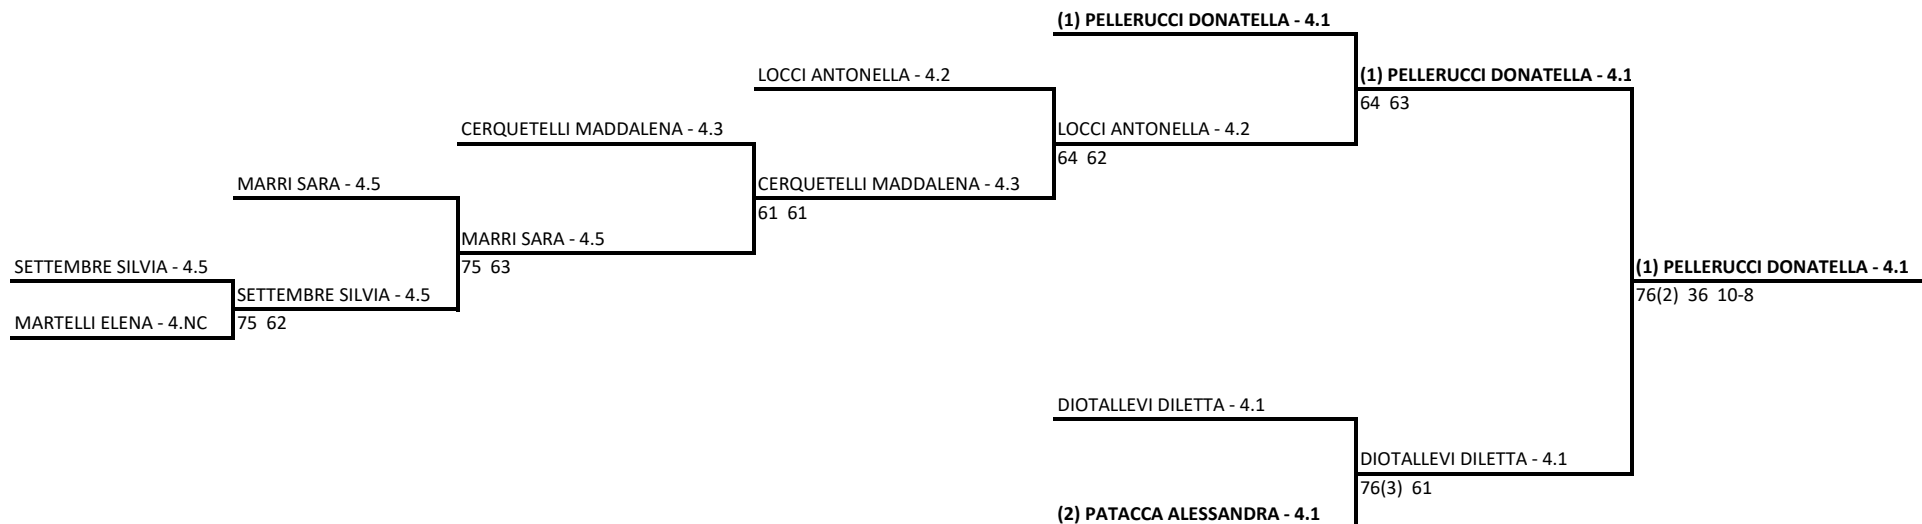 (1) PELLERUCCI DONATELLA - 4.1
LOCCI ANTONELLA - 4.2
(1) PELLERUCCI DONATELLA - 4.1
64 63
CERQUETELLI MADDALENA - 4.3
LOCCI ANTONELLA - 4.2
64 62
MARRI SARA - 4.5
CERQUETELLI MADDALENA - 4.3
61 61
MARRI SARA - 4.5
75 63
SETTEMBRE SILVIA - 4.5
(1) PELLERUCCI DONATELLA - 4.1
76(2) 36 10-8
SETTEMBRE SILVIA - 4.5
75 62
MARTELLI ELENA - 4.NC
DIOTALLEVI DILETTA - 4.1
DIOTALLEVI DILETTA - 4.1
76(3) 61
(2) PATACCA ALESSANDRA - 4.1